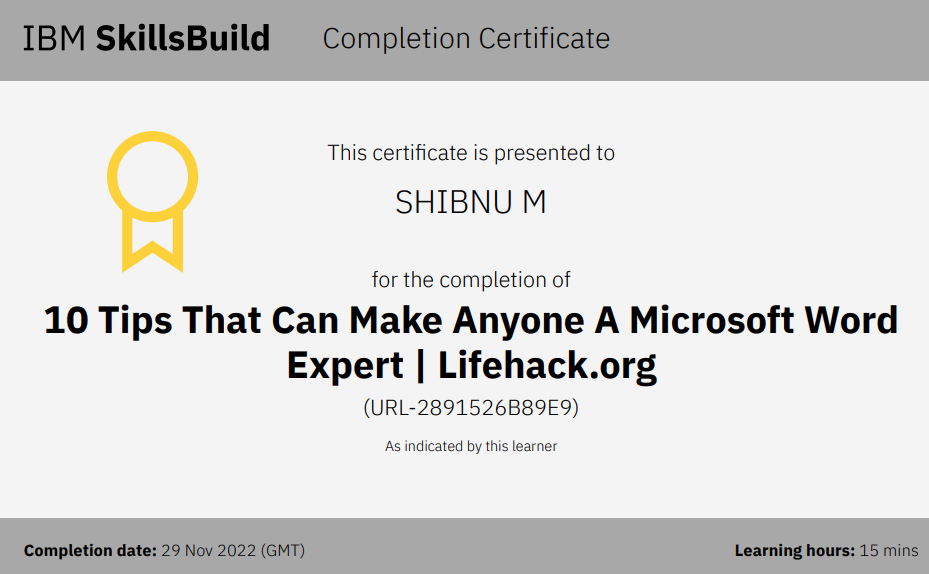 IBM SkillsBuild Completion Certificate
This certificate is presented to
SHIBNU M
for the completion of
10 Tips That Can Make Anyone A Microsoft Word
Expert | Lifehack.org
(URL-2891526B89E9)
As indicated by this learner
Completion date: 29 Nov 2022 (GMT) Learning hours: 15 mins